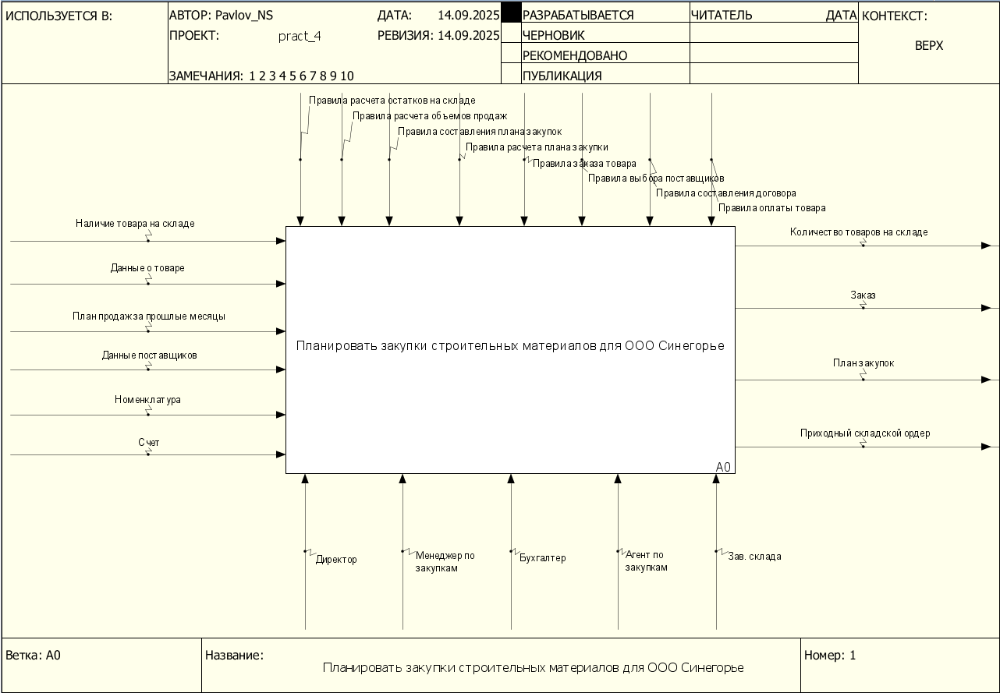 ИСПОЛЬЗУЕТСЯ В:
АВТОР: Pavlov_NS
ДАТА: 14.09.2025
ПРОЕКТ: pract_4
РЕВИЗИЯ: 14.09.2025
ЗАМЕЧАНИЯ: 1 2 3 4 5 6 7 8 9 10
РАЗРАБАТЫВАЕТСЯ
ЧЕРНОВИК
РЕКОМЕНДОВАНО
ПУБЛИКАЦИЯ
ЧИТАТЕЛЬ ДАТА
КОНТЕКСТ:
ВЕРХ
Правила расчета остатков на складе
Правила расчета объемов продаж
Правила составления плана закупок
Правила расчета плана закупки
Правила заказа товара
Правила выбора поставщиков
Правила составления договора
Правила оплаты товара
Наличие товара на складе
Данные о товаре
План продаж за прошлые месяцы
Данные поставщиков
Номенклатура
Счет
Планировать закупки строительных материалов для ООО Синегорье
A0
Количество товаров на складе
Заказ
План закупок
Приходный складской ордер
Директор
Менеджер по
закупкам
Бухгалтер
Агент по
закупкам
Зав. склада
Ветка: A0
Название:
Планировать закупки строительных материалов для ООО Синегорье
Номер: 1